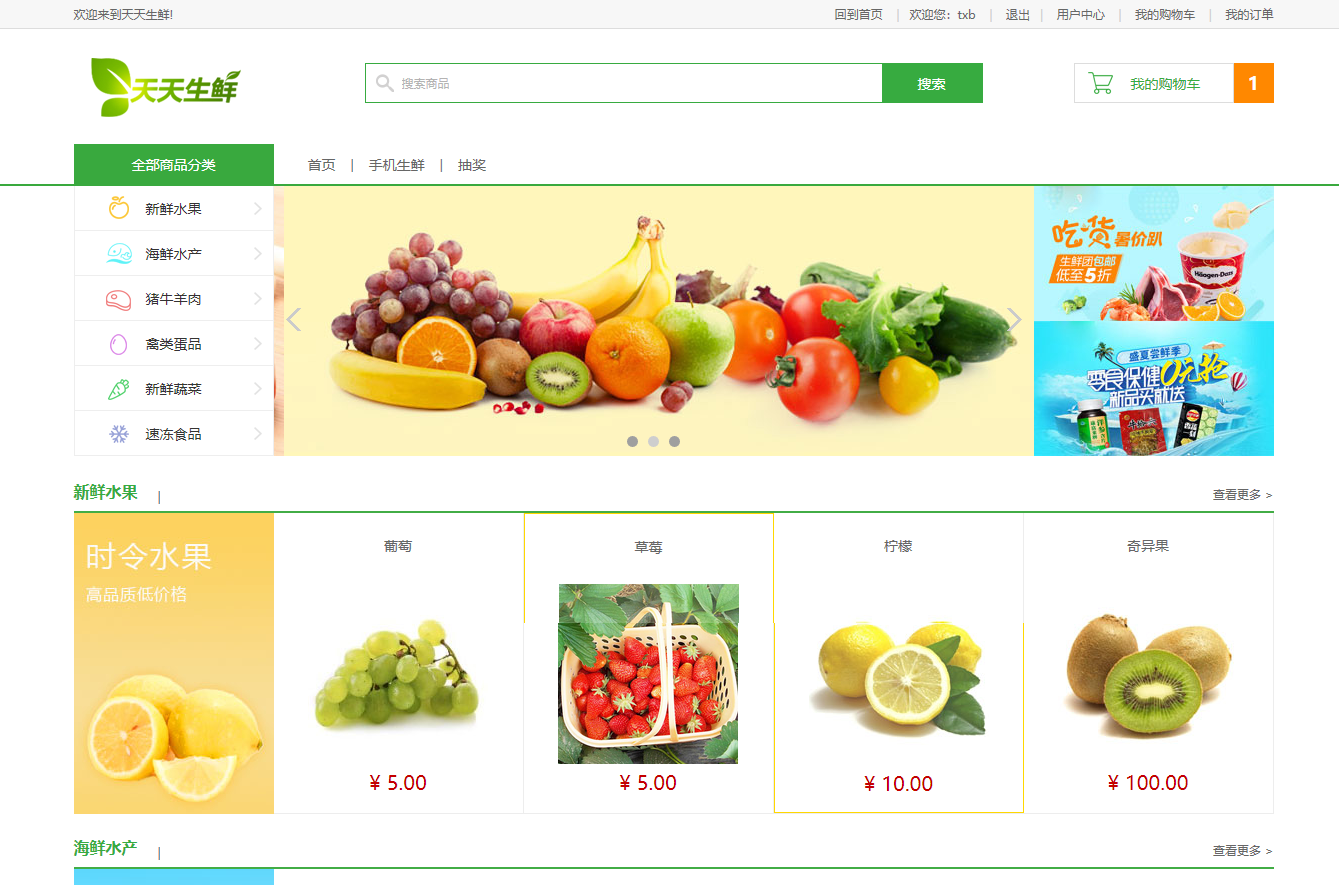 欢迎来到天天生鲜!
回到首页 | 欢迎您：txb | 退出 | 用户中心 | 我的购物车 | 我的订单
天天生鲜
搜索商品
搜索
我的购物车
1
全部商品分类
首页 | 手机生鲜 | 抽奖
新鲜水果
海鲜水产
猪牛羊肉
禽类蛋品
新鲜蔬菜
速冻食品
吃货暑价趴
生鲜团包邮
低至5折
Häagen-Dazs
盛夏尝鲜季
零食保健0元抢
新品买就送
新鲜水果 |
查看更多 >
时令水果
高品质低价格
葡萄
¥ 5.00
草莓
¥ 5.00
柠檬
¥ 10.00
奇异果
¥ 100.00
海鲜水产 |
查看更多 >